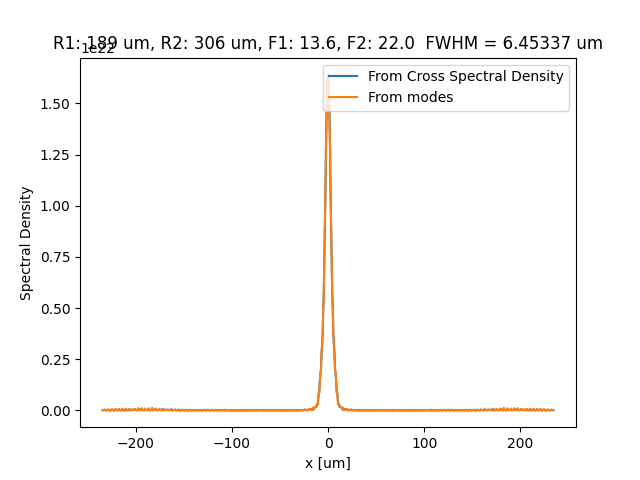 R1: 189 um, R2: 306 um, F1: 13.6, F2: 22.0  FWHM = 6.45337 um
1e22
From Cross Spectral Density
From modes
1.50
1.25
1.00
0.75
0.50
0.25
0.00
Spectral Density
−200
−100
0
100
200
x [um]